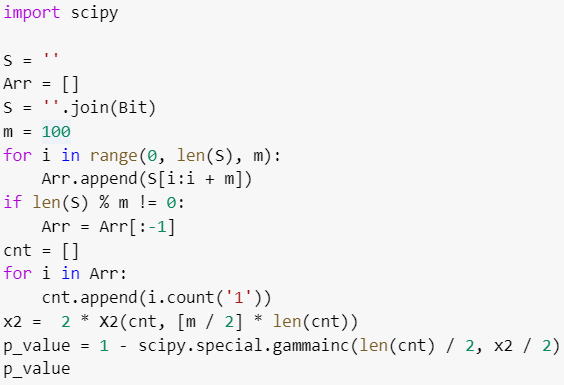 import scipy

S = ''
Arr = []
S = ''.join(Bit)
m = 100
for i in range(0, len(S), m):
    Arr.append(S[i:i + m])
if len(S) % m != 0:
    Arr = Arr[:-1]
cnt = []
for i in Arr:
    cnt.append(i.count('1'))
x2 =  2 * X2(cnt, [m / 2] * len(cnt))
p_value = 1 - scipy.special.gammainc(len(cnt) / 2, x2 / 2)
p_value